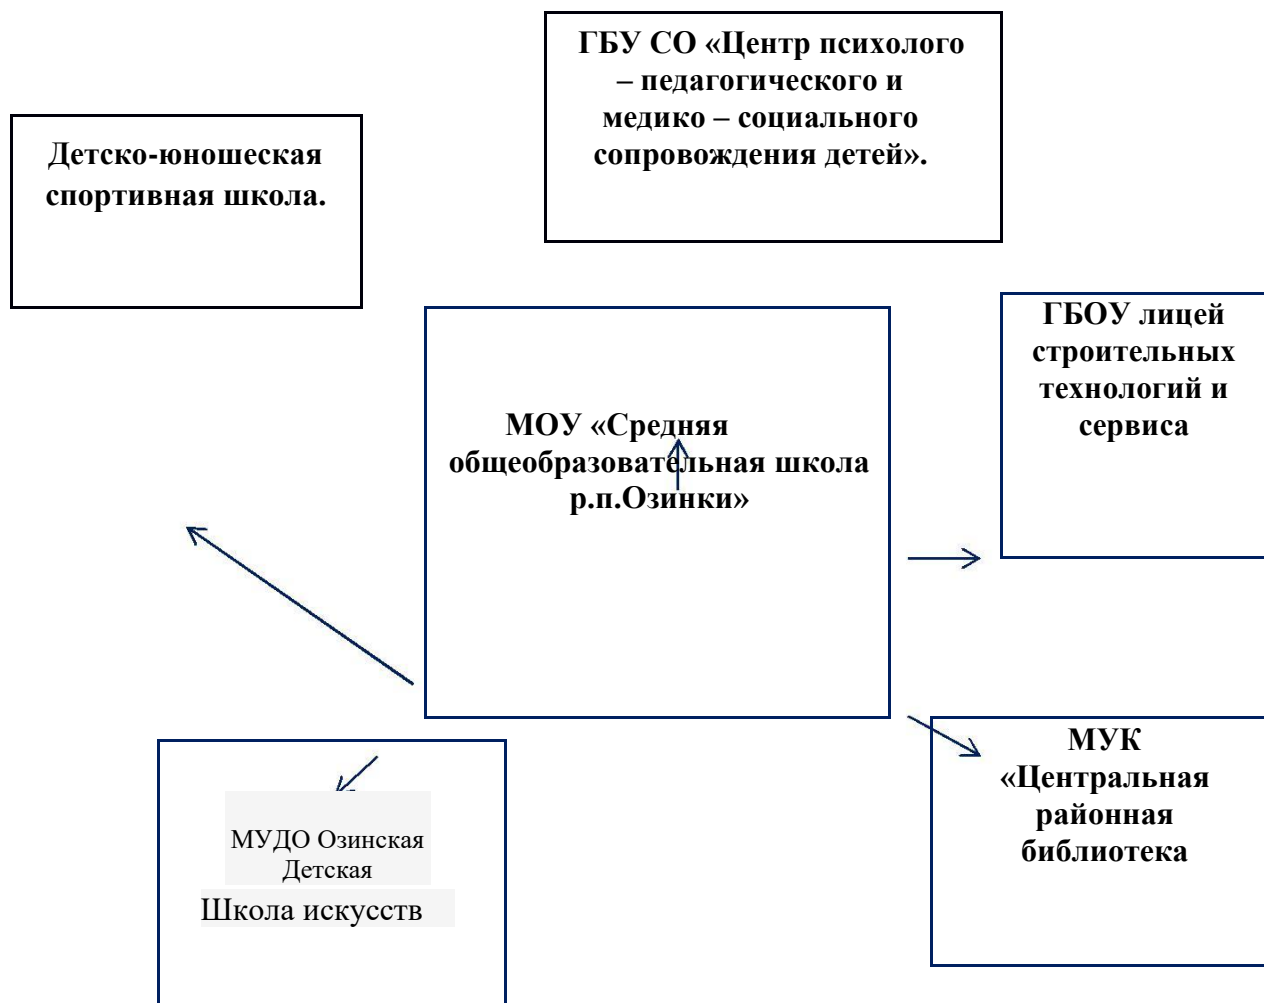 ГБУ СО «Центр психолого
– педагогического и
медико – социального
сопровождения детей».
Детско-юношеская
спортивная школа.
ГБОУ лицей
строительных
технологий и
сервиса
МОУ «Средняя
общеобразовательная школа
р.п.Озинки»
МУК
«Центральная
районная
библиотека
МУДО Озинская
Детская
Школа искусств